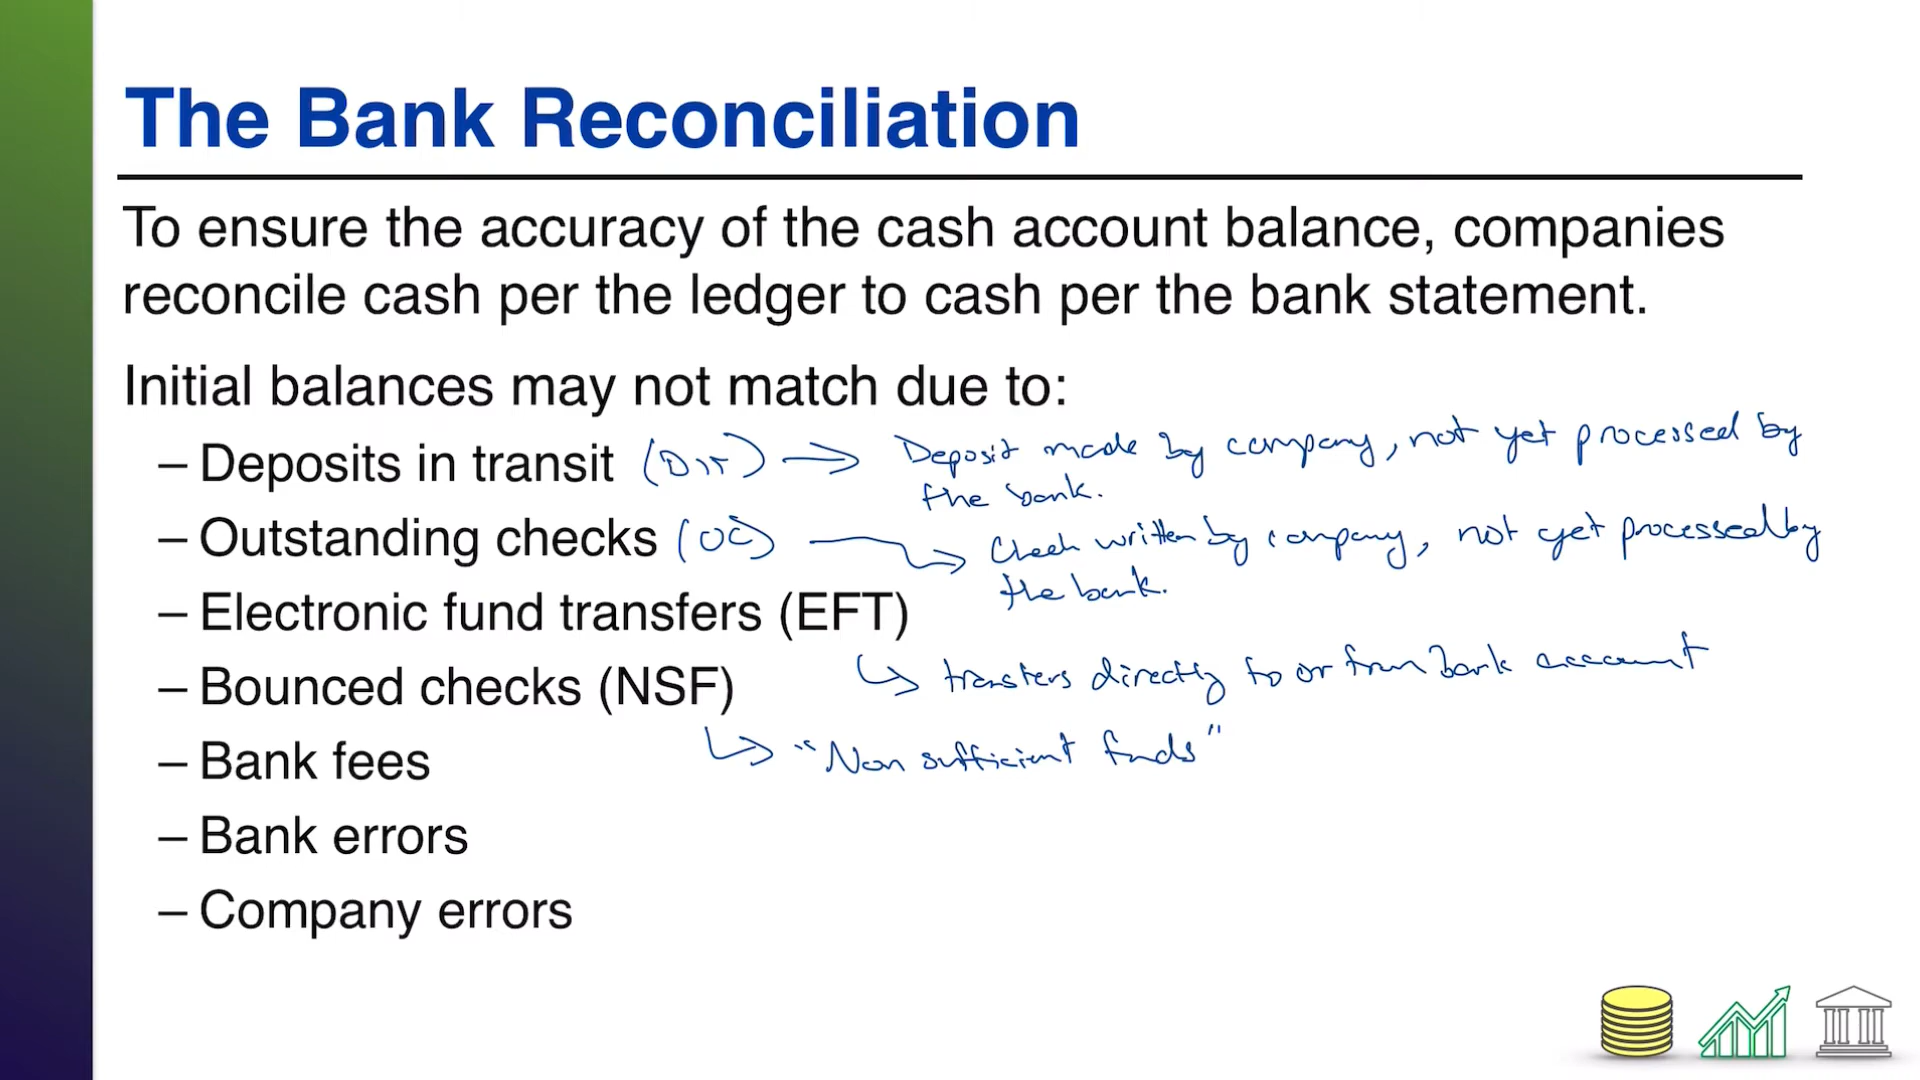 The Bank Reconciliation
To ensure the accuracy of the cash account balance, companies
reconcile cash per the ledger to cash per the bank statement.
Initial balances may not match due to:
– Deposits in transit (DIT) → Deposit made by company, not yet processed by
the bank.
– Outstanding checks (OC) → Check written by company, not yet processed by
the bank.
– Electronic fund transfers (EFT)
↳ transfers directly to or from bank account
– Bounced checks (NSF)
↳ "Non sufficient funds"
– Bank fees
– Bank errors
– Company errors